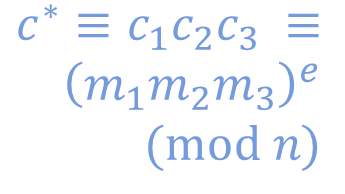 c* ≡ c₁c₂c₃ ≡
(m₁m₂m₃)ᵉ
(mod n)